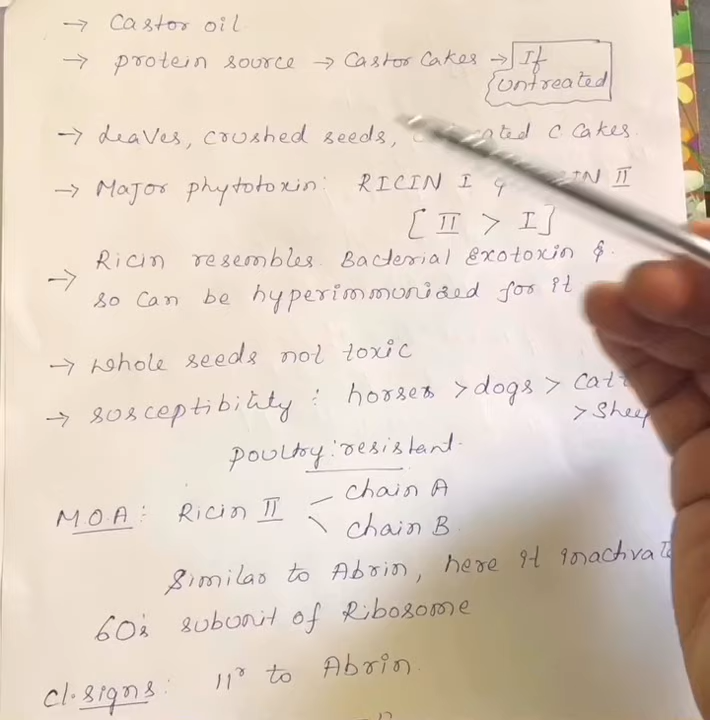 → Castor oil
→ protein source → Castor Cakes → If
untreated
→ Leaves, crushed seeds, C Cakes
→ Major phytotoxin: RICIN I & II
[II > I]
→ Ricin resembles Bacterial Exotoxin &
so can be hyperimmunized for it
→ Whole seeds not toxic
→ susceptibility : horses > dogs >
> Sheep
poultry: resistant
M.O.A: Ricin II
Chain A
Chain B
Similar to Abrin, here it
60's subunit of Ribosome
Cl. signs: 11r to Abrin.